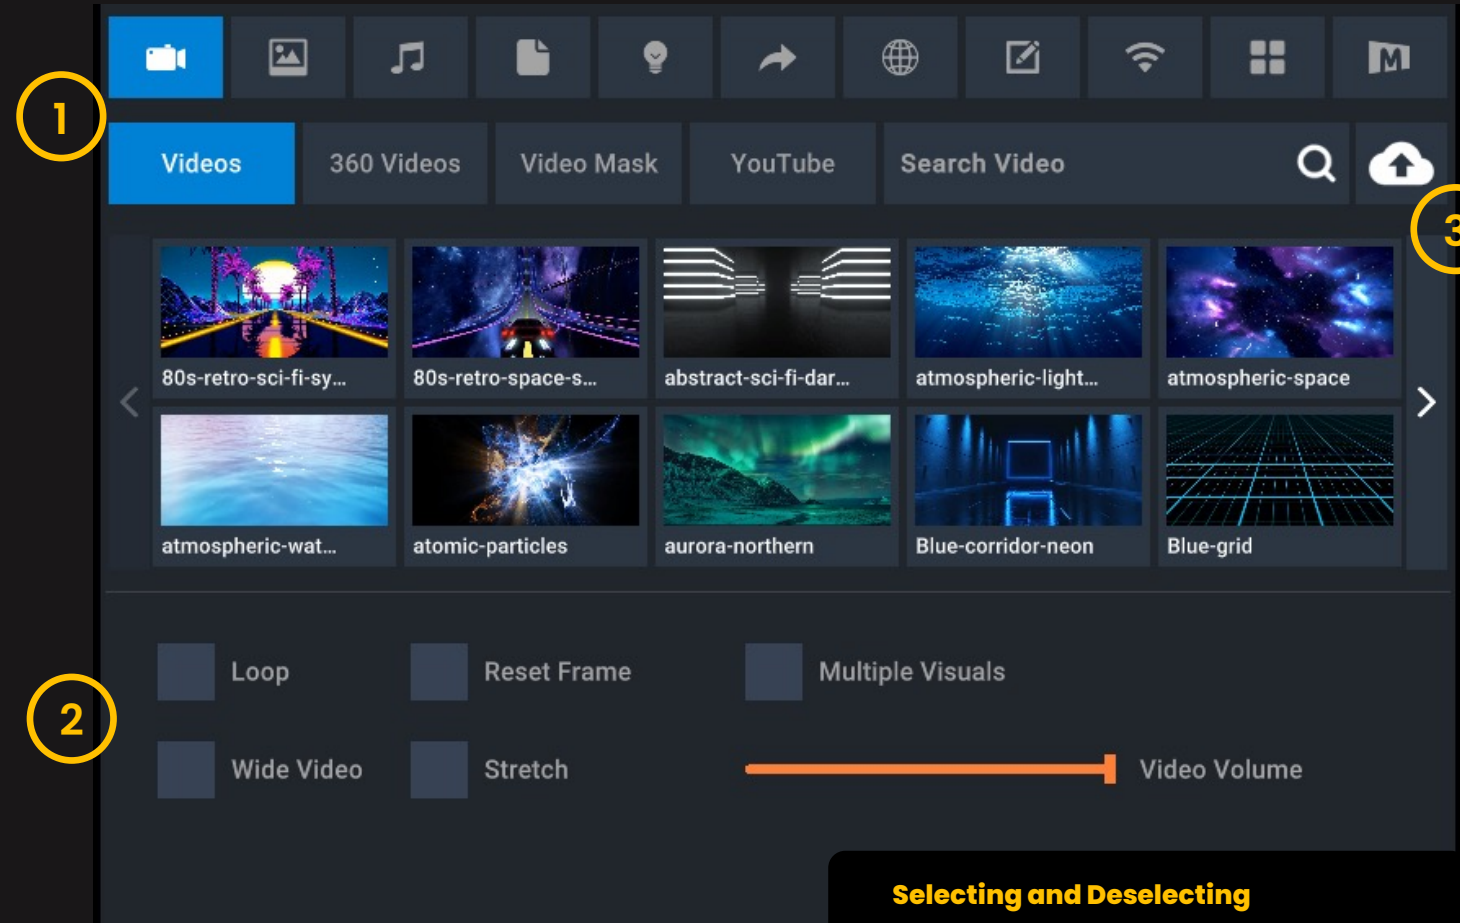 1
Videos
360 Videos
Video Mask
YouTube
Search Video
3
80s-retro-sci-fi-sy...
80s-retro-space-s...
abstract-sci-fi-dar...
atmospheric-light...
atmospheric-space
atmospheric-wat...
atomic-particles
aurora-northern
Blue-corridor-neon
Blue-grid
Loop
Reset Frame
Multiple Visuals
2
Wide Video
Stretch
Video Volume
Selecting and Deselecting